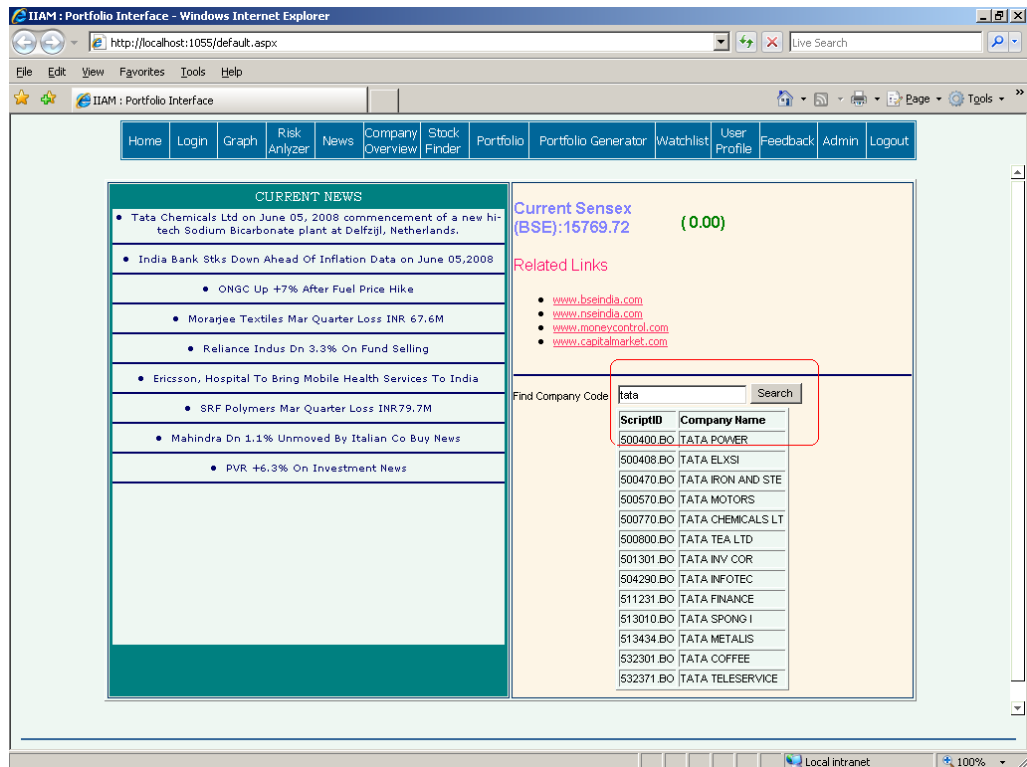 IIAM : Portfolio Interface - Windows Internet Explorer
http://localhost:1055/default.aspx
Live Search
File Edit View Favorites Tools Help
IIAM : Portfolio Interface
Page Tools »
Home Login Graph Risk Anlyzer News Company Overview Stock Finder Portfolio Portfolio Generator Watchlist User Profile Feedback Admin Logout
CURRENT NEWS
• Tata Chemicals Ltd on June 05, 2008 commencement of a new hi-
tech Sodium Bicarbonate plant at Delfzijl, Netherlands.
• India Bank Stks Down Ahead Of Inflation Data on June 05,2008
• ONGC Up +7% After Fuel Price Hike
• Morarjee Textiles Mar Quarter Loss INR 67.6M
• Reliance Indus Dn 3.3% On Fund Selling
• Ericsson, Hospital To Bring Mobile Health Services To India
• SRF Polymers Mar Quarter Loss INR79.7M
• Mahindra Dn 1.1% Unmoved By Italian Co Buy News
• PVR +6.3% On Investment News
Current Sensex
(BSE):15769.72 ( 0.00)
Related Links
• www.bseindia.com
• www.nseindia.com
• www.moneycontrol.com
• www.capitalmarket.com
Find Company Code tata Search
ScriptID Company Name
500400.BO TATA POWER
500408.BO TATA ELXSI
500470.BO TATA IRON AND STE
500570.BO TATA MOTORS
500770.BO TATA CHEMICALS LT
500800.BO TATA TEA LTD
501301.BO TATA INV COR
504290.BO TATA INFOTEC
511231.BO TATA FINANCE
513010.BO TATA SPONG I
513434.BO TATA METALIS
532301.BO TATA COFFEE
532371.BO TATA TELESERVICE
Local intranet 100%